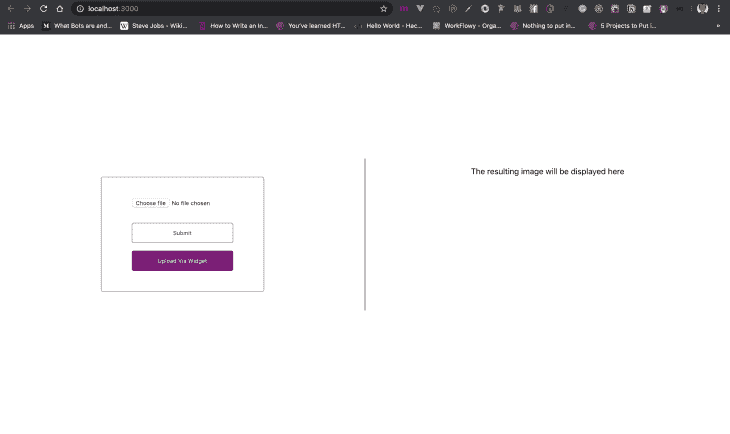 localhost:3000
Apps
What Bots are and...
Steve Jobs - Wiki...
How to Write an In...
You've learned HT...
Hello World - Hac...
WorkFlowy - Orga...
Nothing to put in...
5 Projects to Put i...
»
The resulting image will be displayed here
Choose file No file chosen
Submit
Upload Via Widget